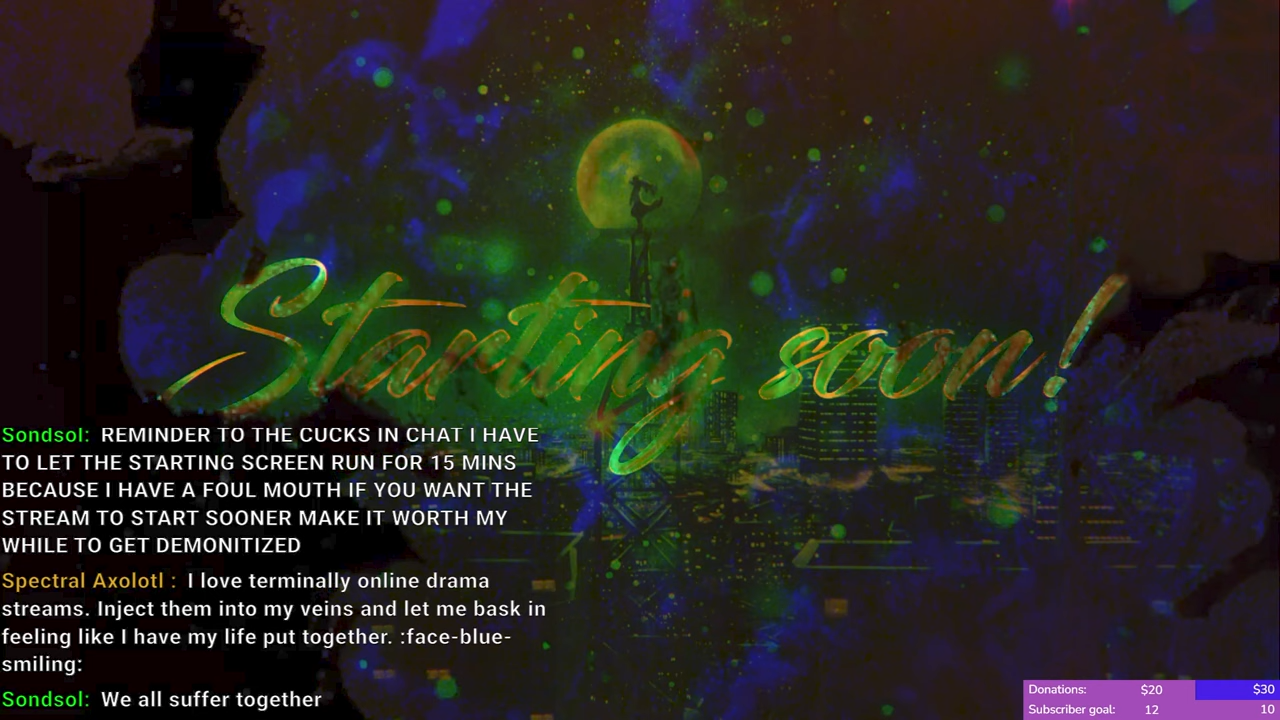 Starting soon!
Sondsol: REMINDER TO THE CUCKS IN CHAT I HAVE
TO LET THE STARTING SCREEN RUN FOR 15 MINS
BECAUSE I HAVE A FOUL MOUTH IF YOU WANT THE
STREAM TO START SOONER MAKE IT WORTH MY
WHILE TO GET DEMONITIZED
Spectral Axolotl : I love terminally online drama
streams. Inject them into my veins and let me bask in
feeling like I have my life put together. :face-blue-
smiling:
Sondsol: We all suffer together
Donations: $20 $30
Subscriber goal: 12 10